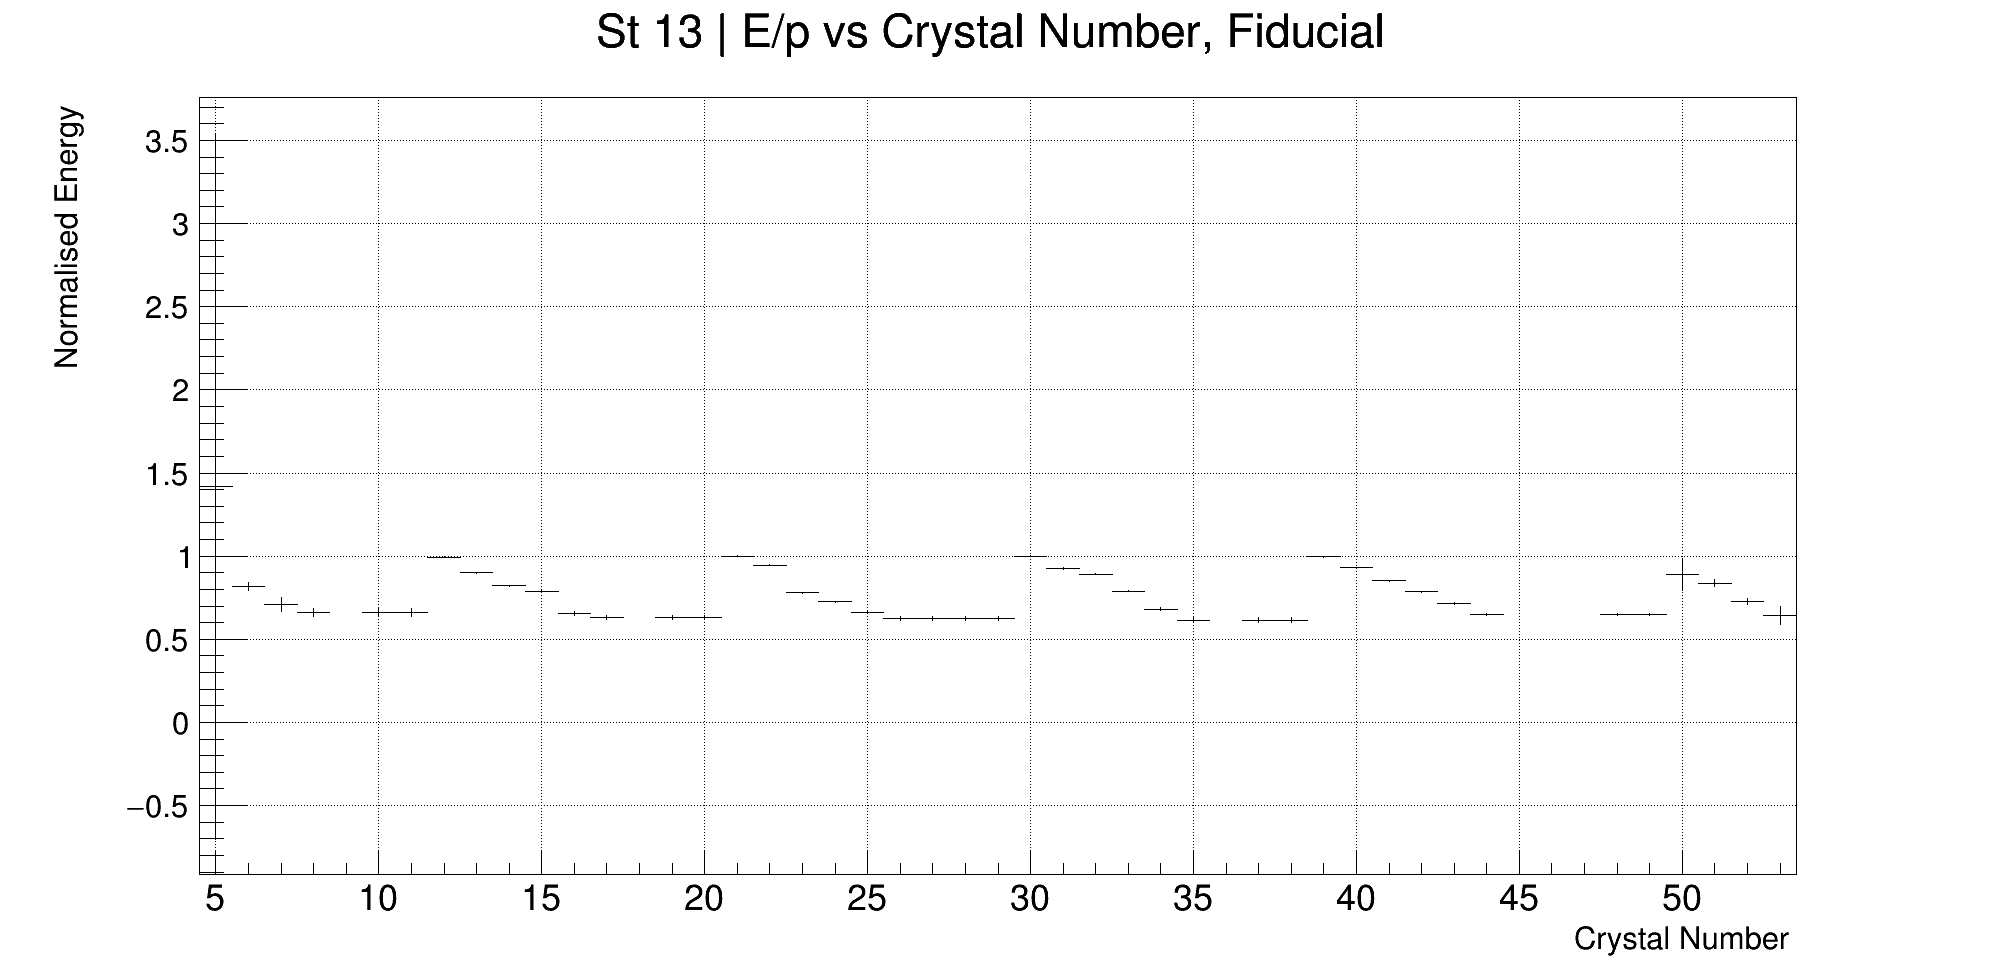 St 13 | E/p vs Crystal Number, Fiducial
Normalised Energy
3.5
3
2.5
2
1.5
1
0.5
0
−0.5
5 10 15 20 25 30 35 40 45 50
Crystal Number